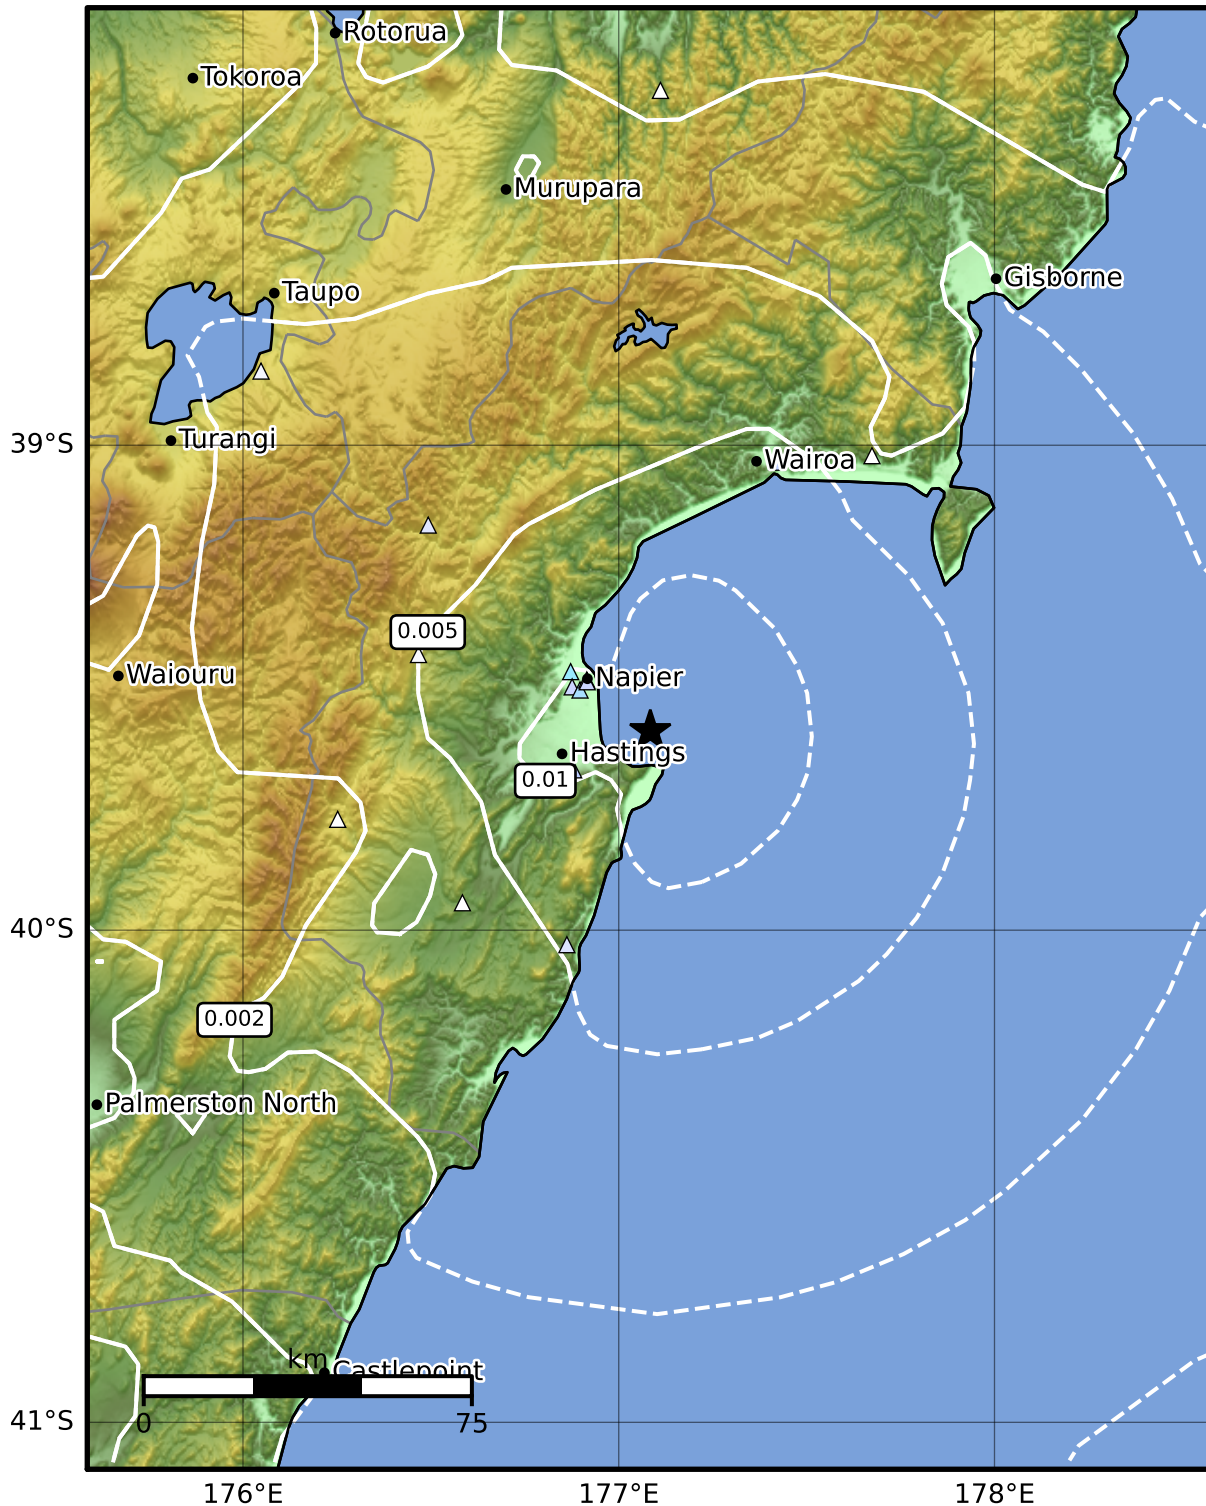 Rotorua
Tokoroa
Murupara
Gisborne
Taupo
39°S
Turangi
Wairoa
0.005
Waiouru
Napier
Hastings
0.01
40°S
0.002
Palmerston North
km
Castlepoint
0
75
41°S
176°E
177°E
178°E